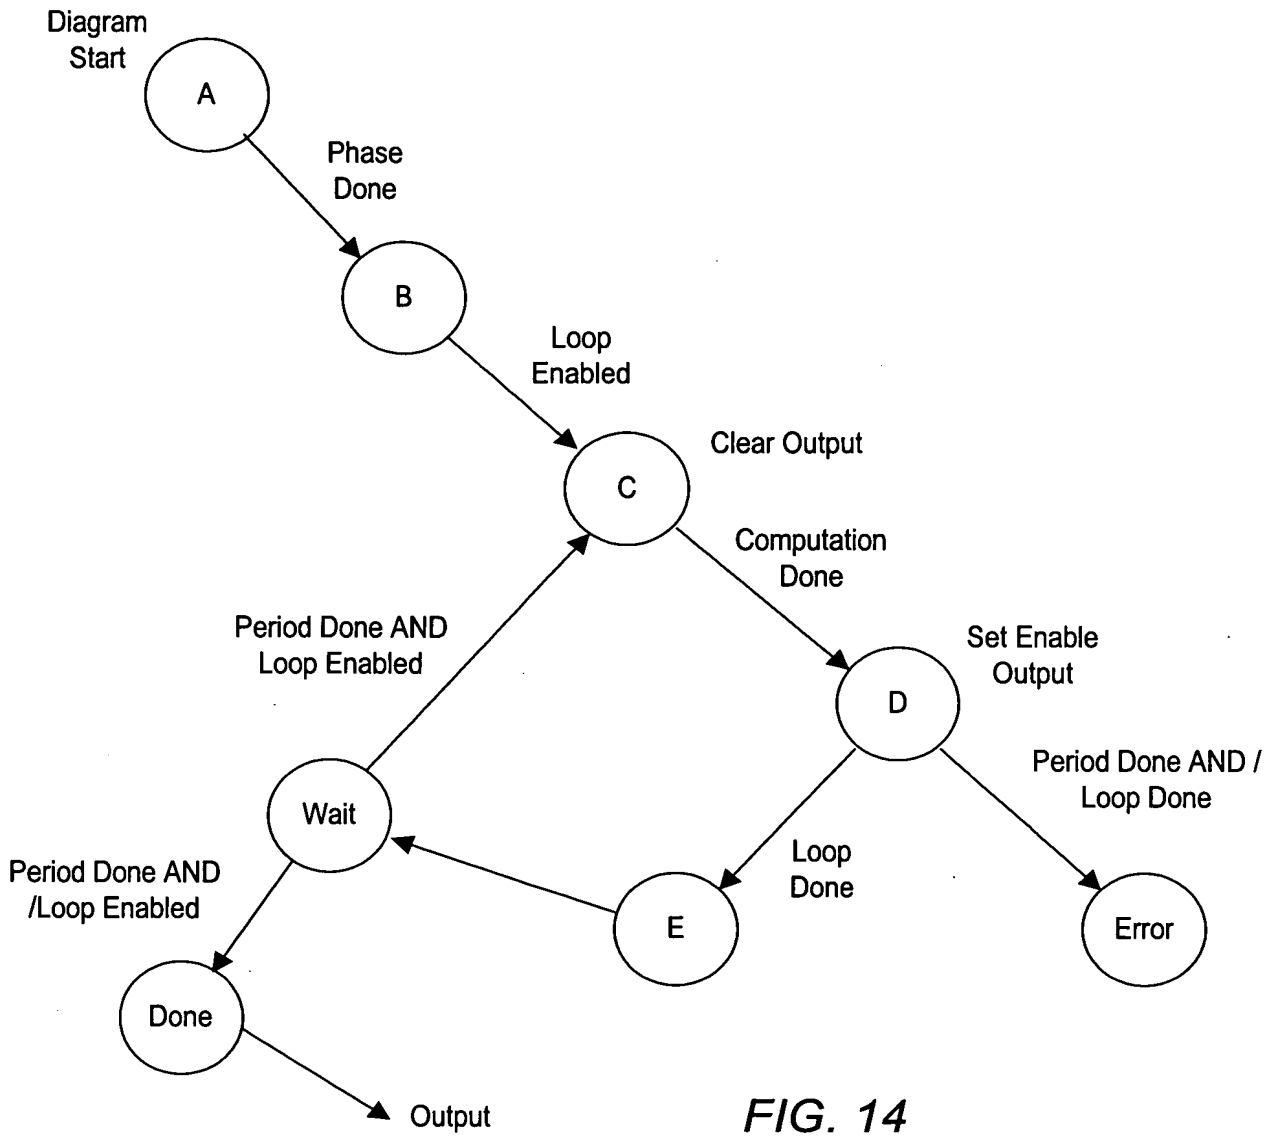 Diagram
Start
A
Phase
Done
B
Loop
Enabled
C
Clear Output
Computation
Done
Period Done AND
Loop Enabled
Set Enable
Output
D
Period Done AND /
Loop Done
Wait
Loop
Done
Period Done AND
/Loop Enabled
E
Error
Done
Output
FIG. 14